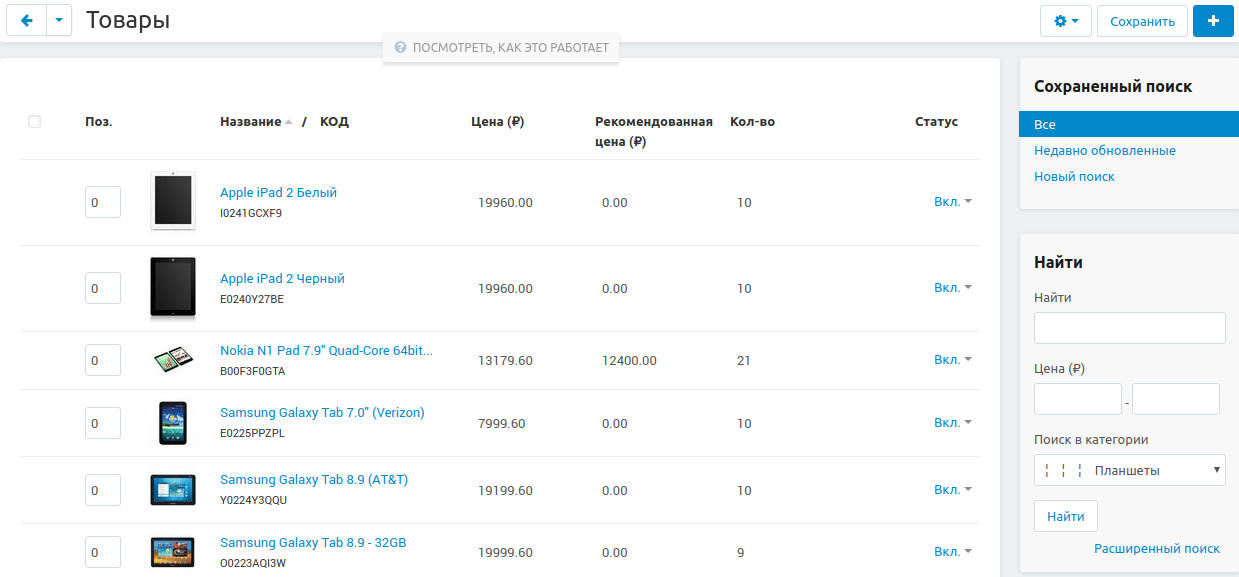 Товары
Сохранить
+
ПОСМОТРЕТЬ, КАК ЭТО РАБОТАЕТ
Поз. Название / КОД Цена (₽) Рекомендованная цена (₽) Кол-во Статус
0 Apple iPad 2 Белый 19960.00 0.00 10 Вкл.
I0241GCXF9
0 Apple iPad 2 Черный 19960.00 0.00 10 Вкл.
E0240Y27BE
0 Nokia N1 Pad 7.9" Quad-Core 64bit... 13179.60 12400.00 21 Вкл.
B00F3F0GTA
0 Samsung Galaxy Tab 7.0" (Verizon) 7999.60 0.00 10 Вкл.
E0225PPZPL
0 Samsung Galaxy Tab 8.9 (AT&T) 19199.60 0.00 10 Вкл.
Y0224Y3QQU
0 Samsung Galaxy Tab 8.9 - 32GB 19999.60 0.00 9 Вкл.
O0223AQI3W
Сохраненный поиск
Все
Недавно обновленные
Новый поиск
Найти
Найти
Цена (₽)
-
Поиск в категории
¦ ¦ ¦ Планшеты
Найти
Расширенный поиск